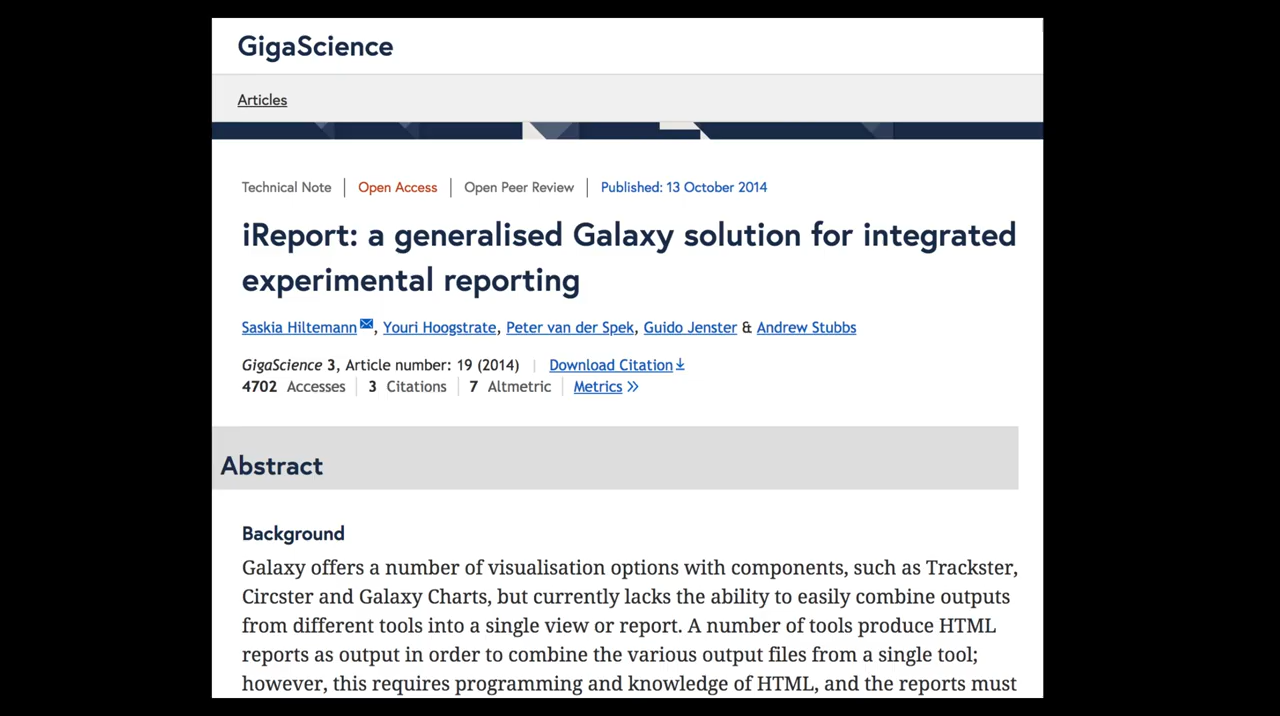 GigaScience
Articles
Technical Note | Open Access | Open Peer Review | Published: 13 October 2014
iReport: a generalised Galaxy solution for integrated
experimental reporting
Saskia Hiltemann, Youri Hoogstrate, Peter van der Spek, Guido Jenster & Andrew Stubbs
GigaScience 3, Article number: 19 (2014) | Download Citation
4702 Accesses | 3 Citations | 7 Altmetric | Metrics »
Abstract
Background
Galaxy offers a number of visualisation options with components, such as Trackster,
Circster and Galaxy Charts, but currently lacks the ability to easily combine outputs
from different tools into a single view or report. A number of tools produce HTML
reports as output in order to combine the various output files from a single tool;
however, this requires programming and knowledge of HTML, and the reports must